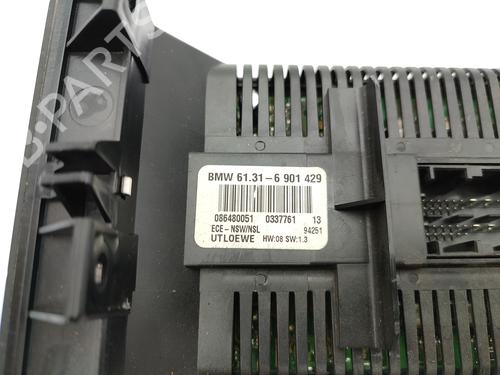 BMW 61.31-6 901 429
086480051 0337761 13
ECE-NSW/NSL 94251
UTLOEWE HW:08 SW:1.3
B-PARTS